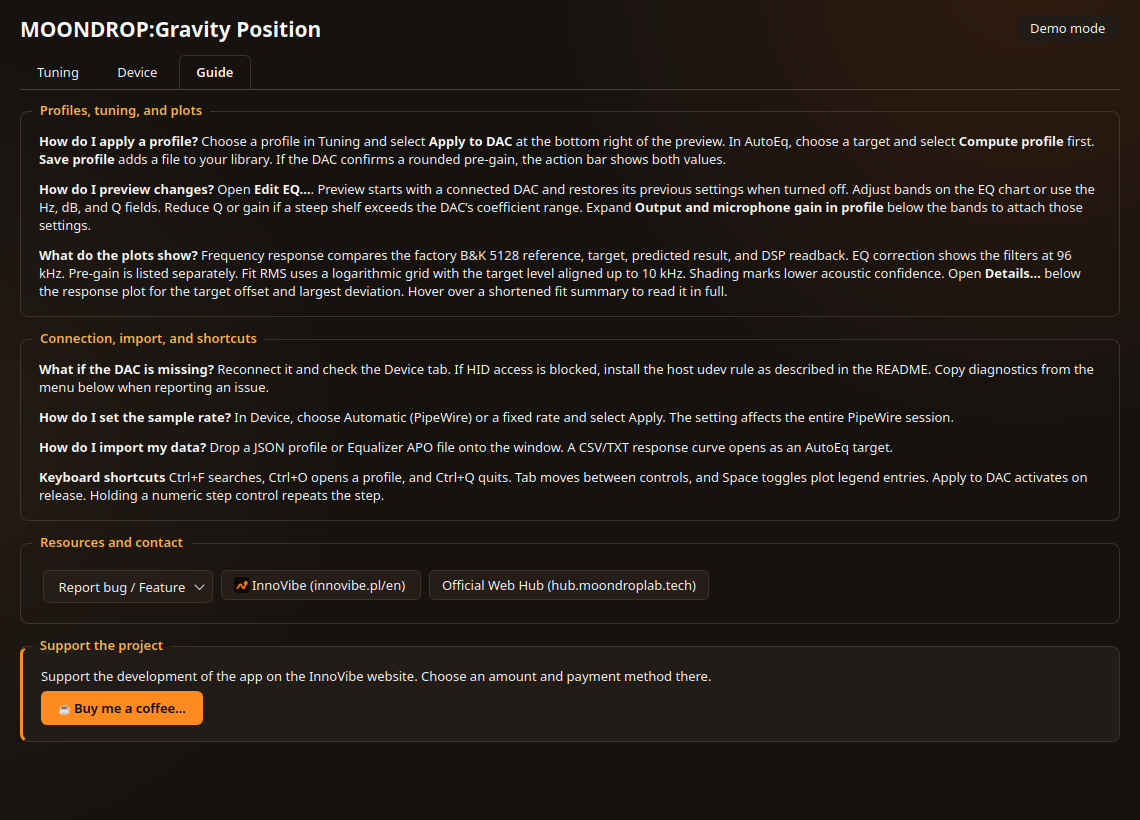 MOONDROP:Gravity Position
Demo mode
Tuning
Device
Guide
Profiles, tuning, and plots
How do I apply a profile? Choose a profile in Tuning and select Apply to DAC at the bottom right of the preview. In AutoEq, choose a target and select Compute profile first.
Save profile adds a file to your library. If the DAC confirms a rounded pre-gain, the action bar shows both values.
How do I preview changes? Open Edit EQ.... Preview starts with a connected DAC and restores its previous settings when turned off. Adjust bands on the EQ chart or use the
Hz, dB, and Q fields. Reduce Q or gain if a steep shelf exceeds the DAC's coefficient range. Expand Output and microphone gain in profile below the bands to attach those
settings.
What do the plots show? Frequency response compares the factory B&K 5128 reference, target, predicted result, and DSP readback. EQ correction shows the filters at 96
kHz. Pre-gain is listed separately. Fit RMS uses a logarithmic grid with the target level aligned up to 10 kHz. Shading marks lower acoustic confidence. Open Details... below
the response plot for the target offset and largest deviation. Hover over a shortened fit summary to read it in full.
Connection, import, and shortcuts
What if the DAC is missing? Reconnect it and check the Device tab. If HID access is blocked, install the host udev rule as described in the README. Copy diagnostics from the
menu below when reporting an issue.
How do I set the sample rate? In Device, choose Automatic (PipeWire) or a fixed rate and select Apply. The setting affects the entire PipeWire session.
How do I import my data? Drop a JSON profile or Equalizer APO file onto the window. A CSV/TXT response curve opens as an AutoEq target.
Keyboard shortcuts Ctrl+F searches, Ctrl+O opens a profile, and Ctrl+Q quits. Tab moves between controls, and Space toggles plot legend entries. Apply to DAC activates on
release. Holding a numeric step control repeats the step.
Resources and contact
Report bug / Feature
InnoVibe (innovibe.pl/en)
Official Web Hub (hub.moondroplab.tech)
Support the project
Support the development of the app on the InnoVibe website. Choose an amount and payment method there.
☕ Buy me a coffee...